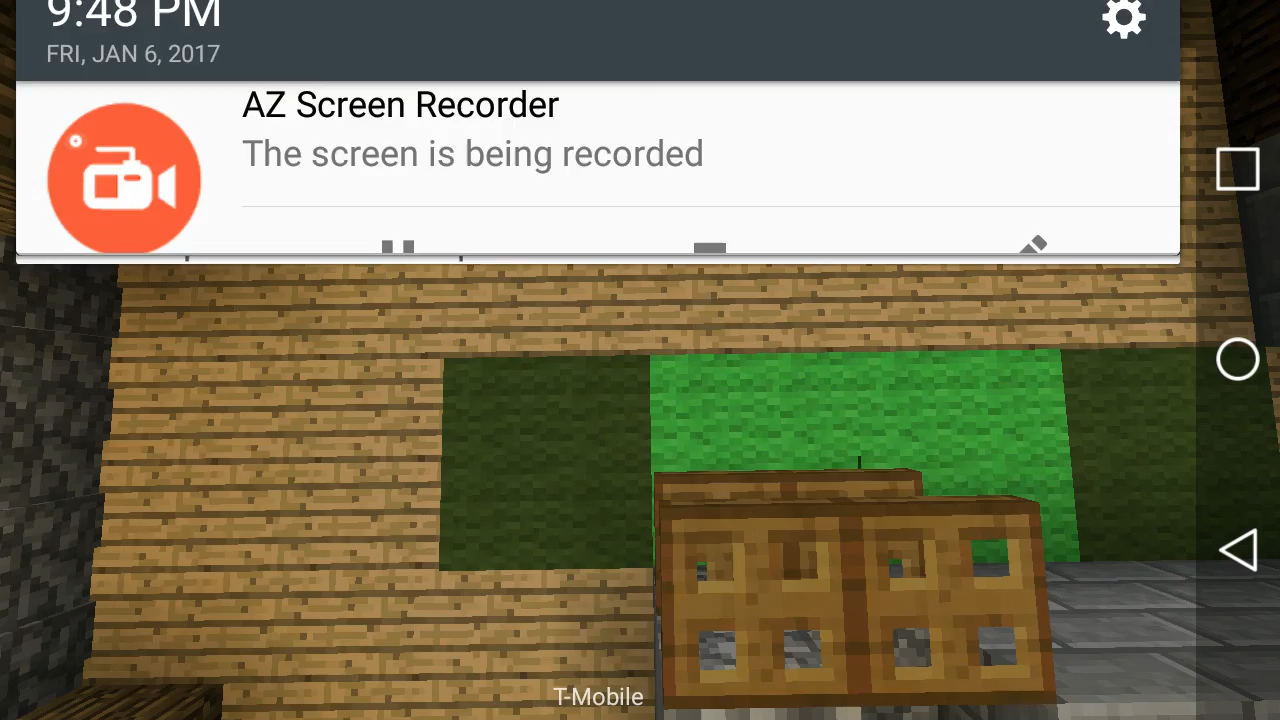 9:48 PM
FRI, JAN 6, 2017
AZ Screen Recorder
The screen is being recorded
T-Mobile